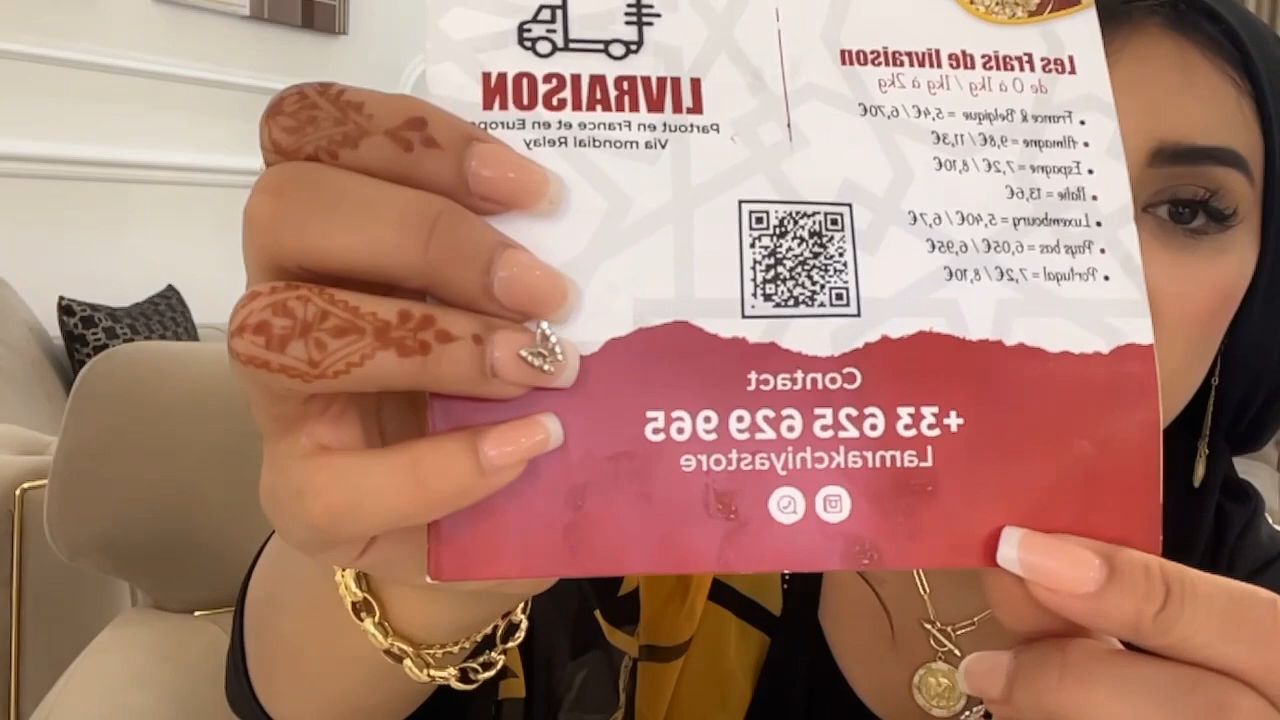 LIVRAISON
Partout en France et en Europe
Via mondial Relay
Les Frais de livraison
de 0 à 1kg / 1kg à 2kg
• France & Belgique = 5,4€ / 6,70€
• Almagne = 9,8€ / 11,3€
• Espagne = 7,2€ / 8,10€
• Italie = 13,6€
• Luxembourg = 5,40€ / 6,7€
• Pays bas = 6,05€ / 6,95€
• Portugal = 7,2€ / 8,10€
Contact
+33 625 629 965
Lamrakchiyastore